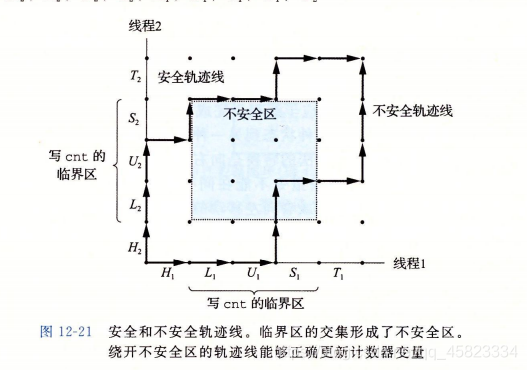 线程2
T₂
安全轨迹线
S₂
不安全区
不安全轨迹线
写 cnt 的
临界区
U₂
L₂
H₂
线程1
H₁ L₁ U₁ S₁ T₁
写 cnt 的临界区
图 12-21 安全和不安全轨迹线。临界区的交集形成了不安全区。
绕开不安全区的轨迹线能够正确更新计数器变量